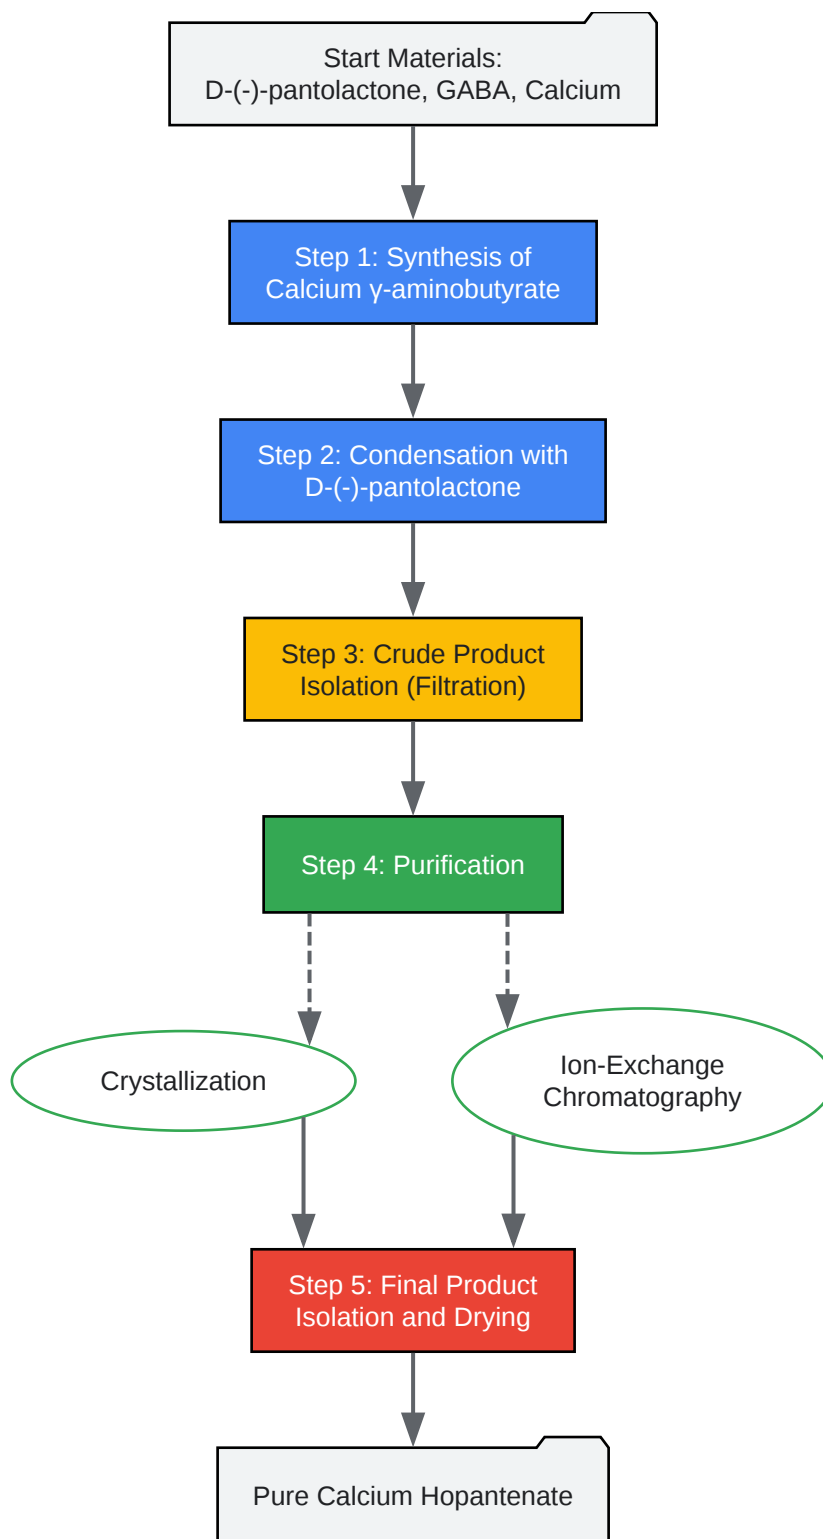 Start Materials:
D-(-)-pantolactone, GABA, Calcium
Step 1: Synthesis of
Calcium γ-aminobutyrate
Step 2: Condensation with
D-(-)-pantolactone
Step 3: Crude Product
Isolation (Filtration)
Step 4: Purification
Crystallization
Ion-Exchange
Chromatography
Step 5: Final Product
Isolation and Drying
Pure Calcium Hopantenate